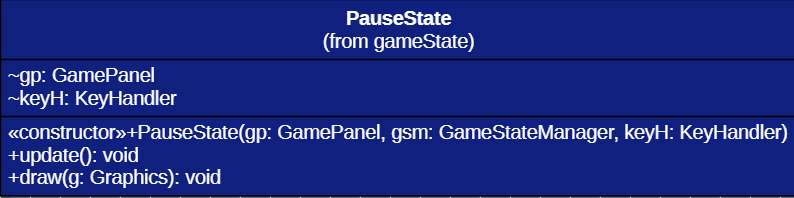 PauseState
(from gameState)
~gp: GamePanel
~keyH: KeyHandler
«constructor»+PauseState(gp: GamePanel, gsm: GameStateManager, keyH: KeyHandler)
+update(): void
+draw(g: Graphics): void